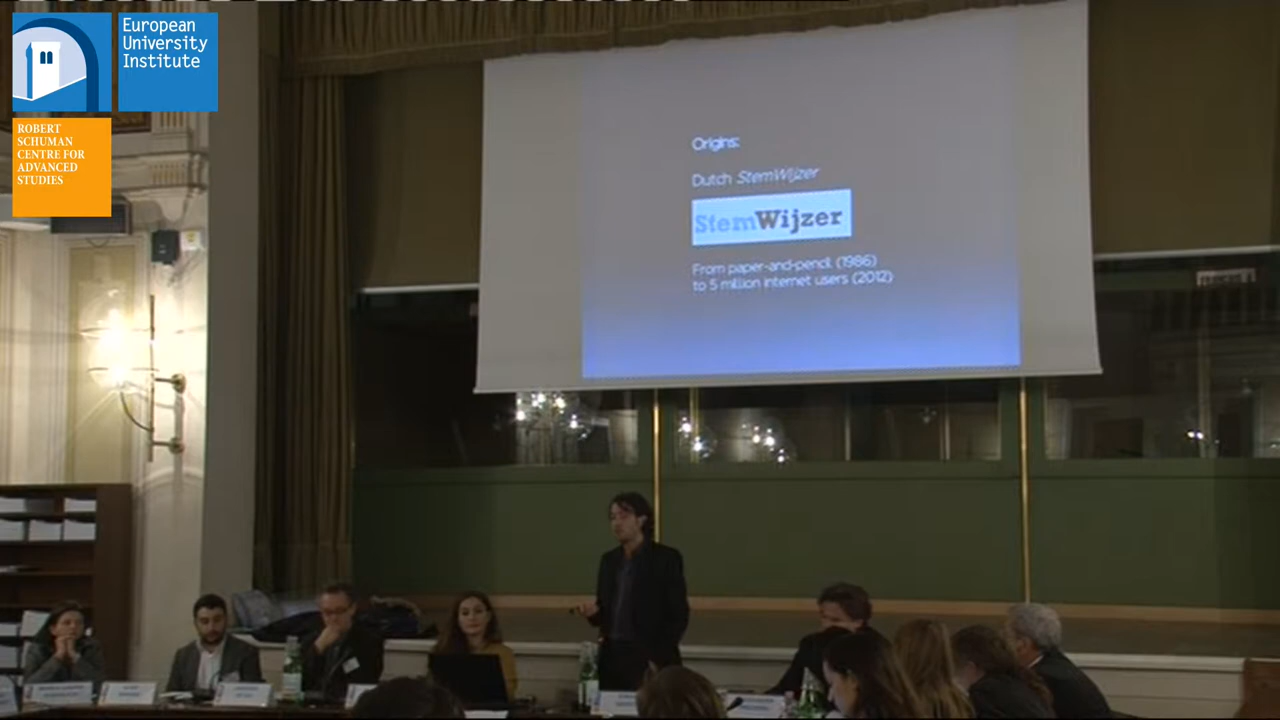 European
University
Institute
ROBERT
SCHUMAN
CENTRE FOR
ADVANCED
STUDIES
Origins:
Dutch StemWijzer
StemWijzer
From paper-and-pencil (1986)
to 5 million internet users (2012)